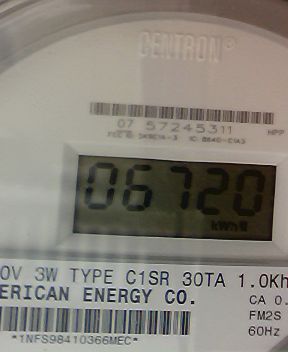 CENTRON®
07 57245311
HPP
06720
kWh
0V 3W TYPE C1SR 30TA 1.0Kh
ERICAN ENERGY CO.
CA 0.
FM2S
60Hz
*1NFS98410366MEC*